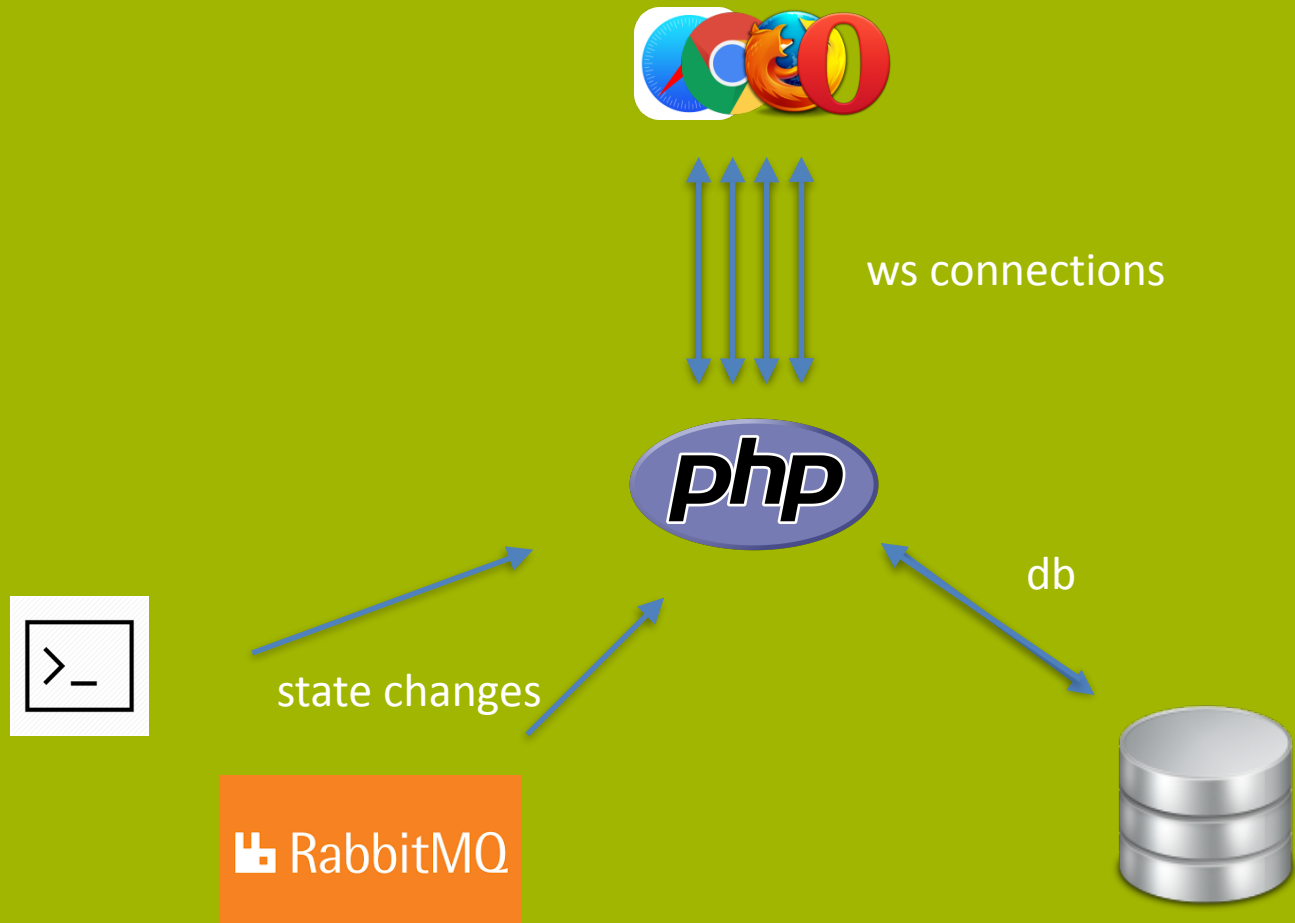 ws connections
php
db
>_
state changes
RabbitMQ